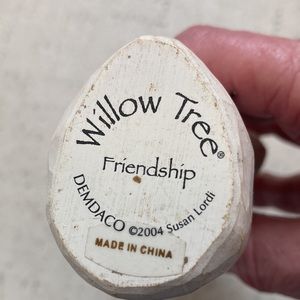 Willow Tree®
Friendship
DEMDACO ©2004 Susan Lordi
MADE IN CHINA